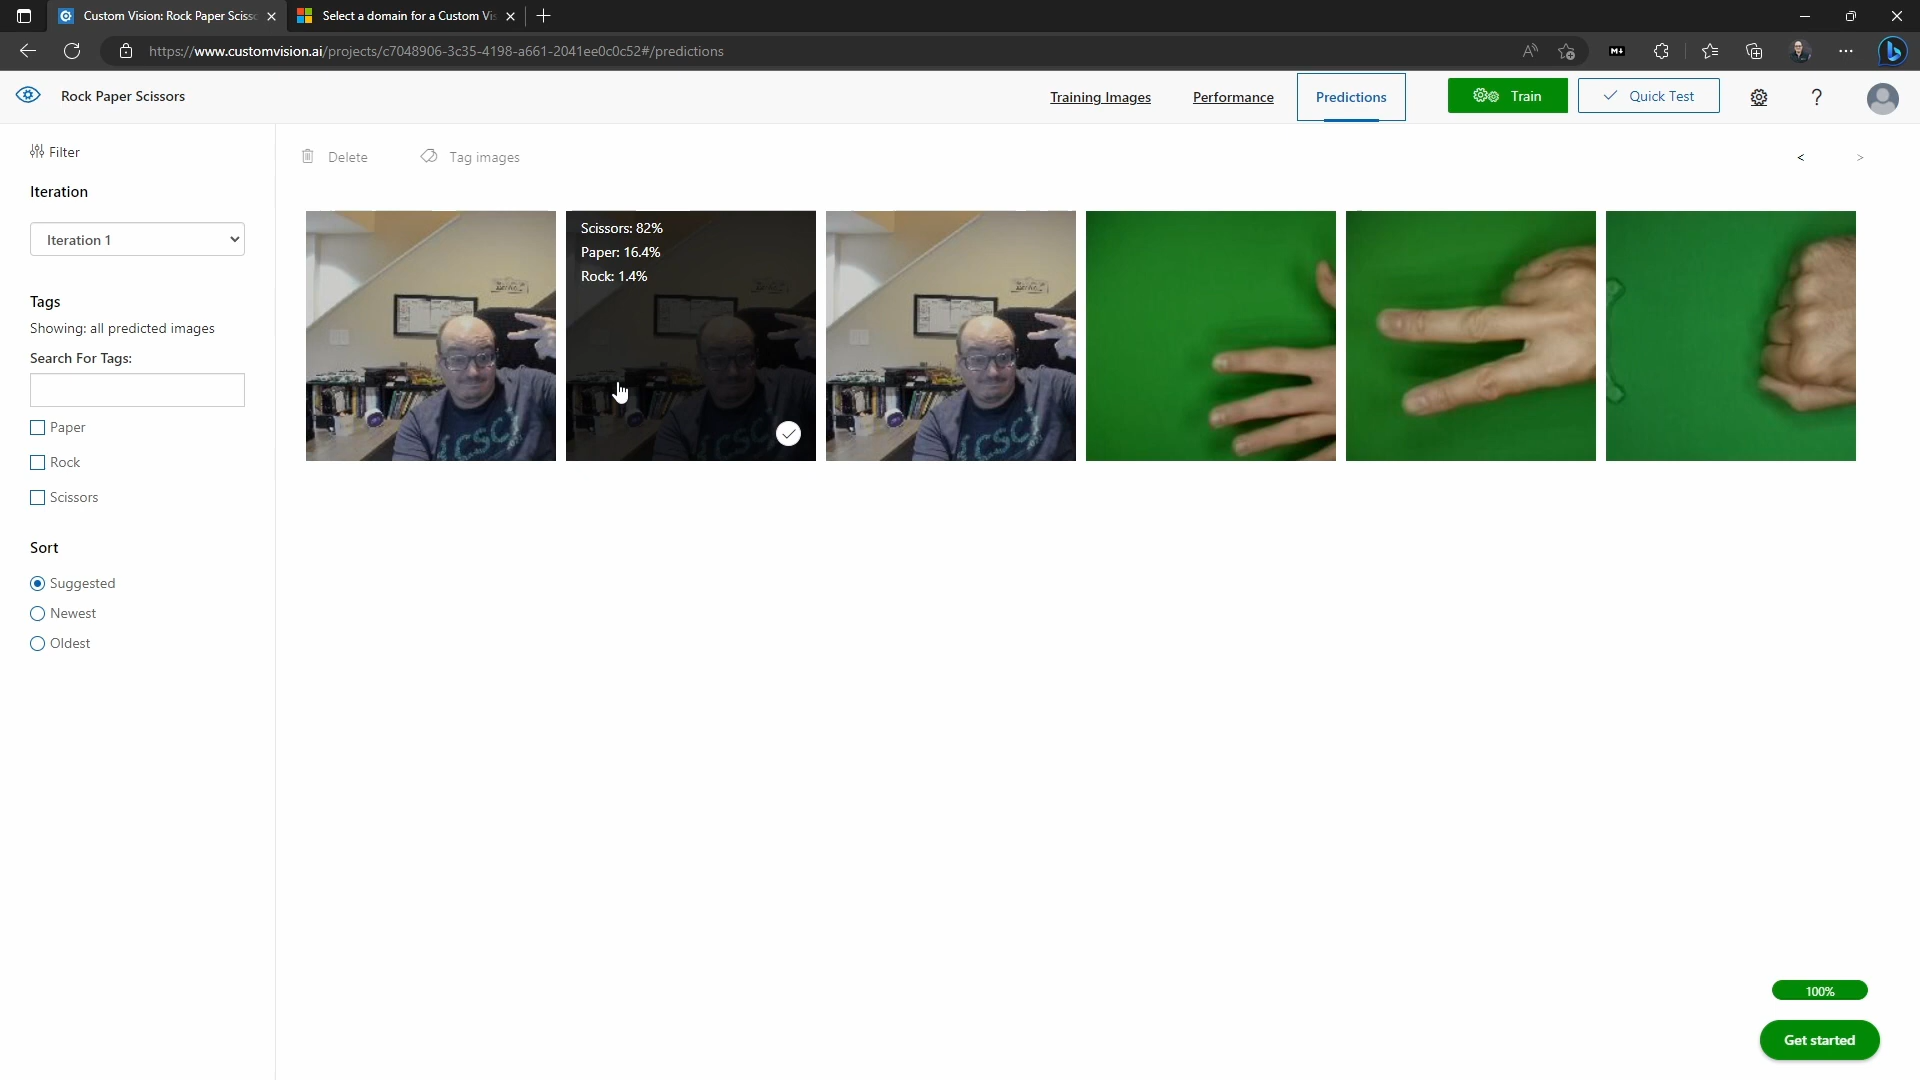 Custom Vision: Rock Paper Scisso
Select a domain for a Custom Vis
https://www.customvision.ai/projects/c7048906-3c35-4198-a661-2041ee0c0c52#/predictions
Rock Paper Scissors
Training Images
Performance
Predictions
Train
Quick Test
?
Filter
Delete
Tag images
<
>
Iteration
Iteration 1
Scissors: 82%
Paper: 16.4%
Rock: 1.4%
Tags
Showing: all predicted images
Search For Tags:
Paper
Rock
Scissors
Sort
Suggested
Newest
Oldest
CSC
100%
Get started